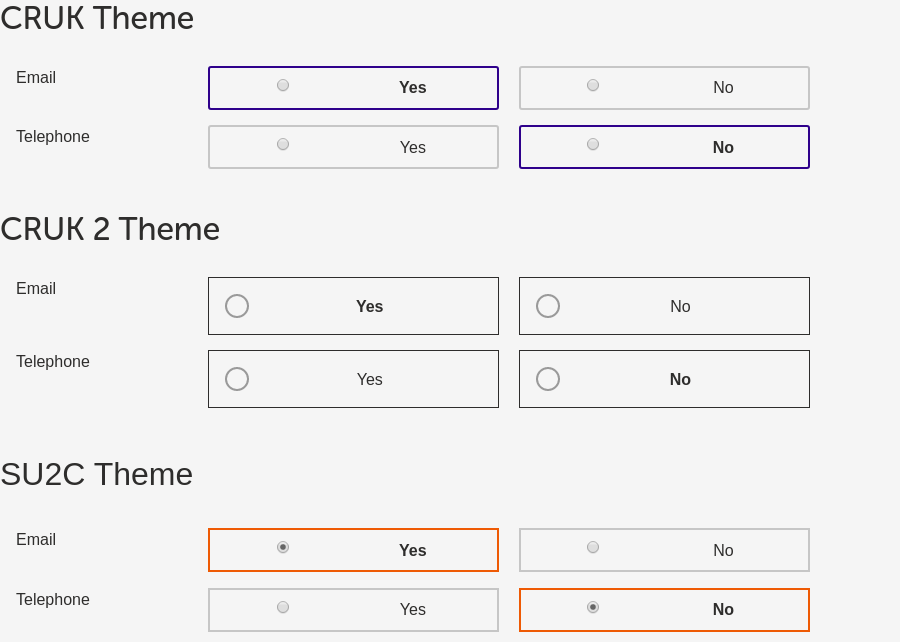 CRUK Theme
Email Yes No
Telephone Yes No
CRUK 2 Theme
Email Yes No
Telephone Yes No
SU2C Theme
Email Yes No
Telephone Yes No